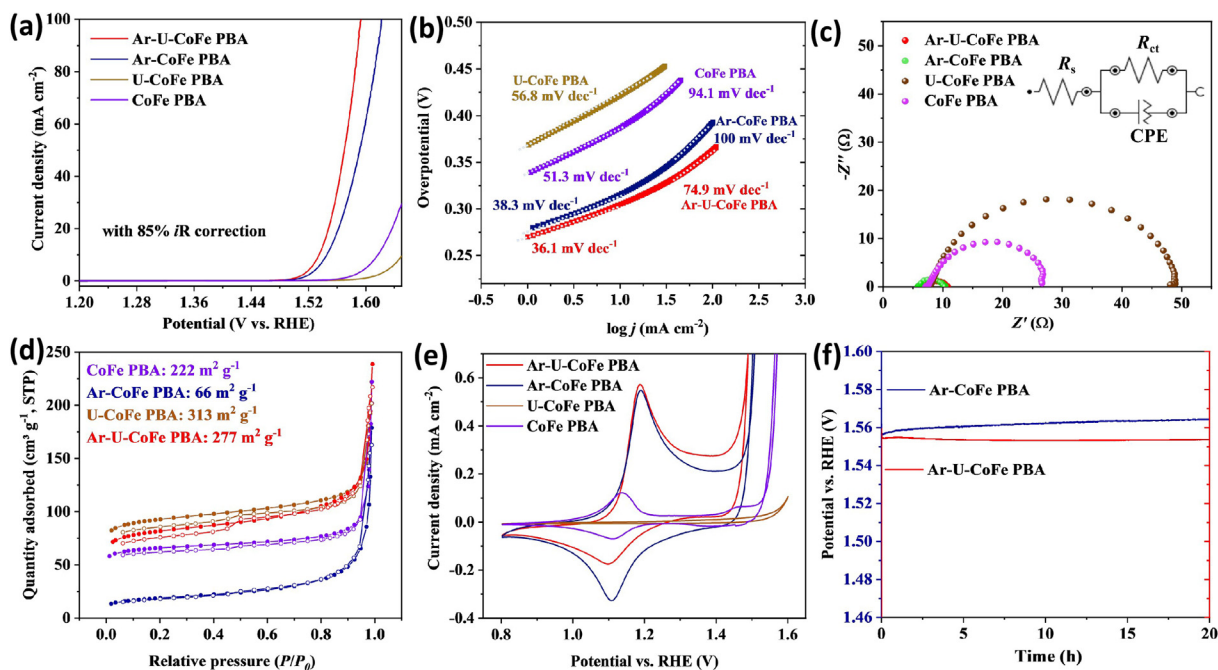 (a)
100
80
60
40
20
0
Current density (mA cm⁻²)
Ar-U-CoFe PBA
Ar-CoFe PBA
U-CoFe PBA
CoFe PBA
with 85% iR correction
1.20 1.28 1.36 1.44 1.52 1.60
Potential (V vs. RHE)
(b)
0.50
0.45
0.40
0.35
0.30
0.25
Overpotential (V)
U-CoFe PBA
56.8 mV dec⁻¹
CoFe PBA
94.1 mV dec⁻¹
Ar-CoFe PBA
100 mV dec⁻¹
51.3 mV dec⁻¹
38.3 mV dec⁻¹
74.9 mV dec⁻¹
Ar-U-CoFe PBA
36.1 mV dec⁻¹
-0.5 0.0 0.5 1.0 1.5 2.0 2.5 3.0
log j (mA cm⁻²)
(c)
50
40
30
20
10
0
-Z'' (Ω)
Ar-U-CoFe PBA
Ar-CoFe PBA
U-CoFe PBA
CoFe PBA
Rs
Rct
CPE
0 10 20 30 40 50
Z' (Ω)
(d)
250
200
150
100
50
0
Quantity adsorbed (cm³ g⁻¹, STP)
CoFe PBA: 222 m² g⁻¹
Ar-CoFe PBA: 66 m² g⁻¹
U-CoFe PBA: 313 m² g⁻¹
Ar-U-CoFe PBA: 277 m² g⁻¹
0.0 0.2 0.4 0.6 0.8 1.0
Relative pressure (P/P₀)
(e)
0.6
0.4
0.2
0.0
-0.2
-0.4
Current density (mA cm⁻²)
Ar-U-CoFe PBA
Ar-CoFe PBA
U-CoFe PBA
CoFe PBA
0.8 1.0 1.2 1.4 1.6
Potential vs. RHE (V)
(f)
1.60
1.58
1.56
1.54
1.53
1.50
1.48
1.46
Potential vs. RHE (V)
Ar-CoFe PBA
Ar-U-CoFe PBA
0 5 10 15 20
Time (h)